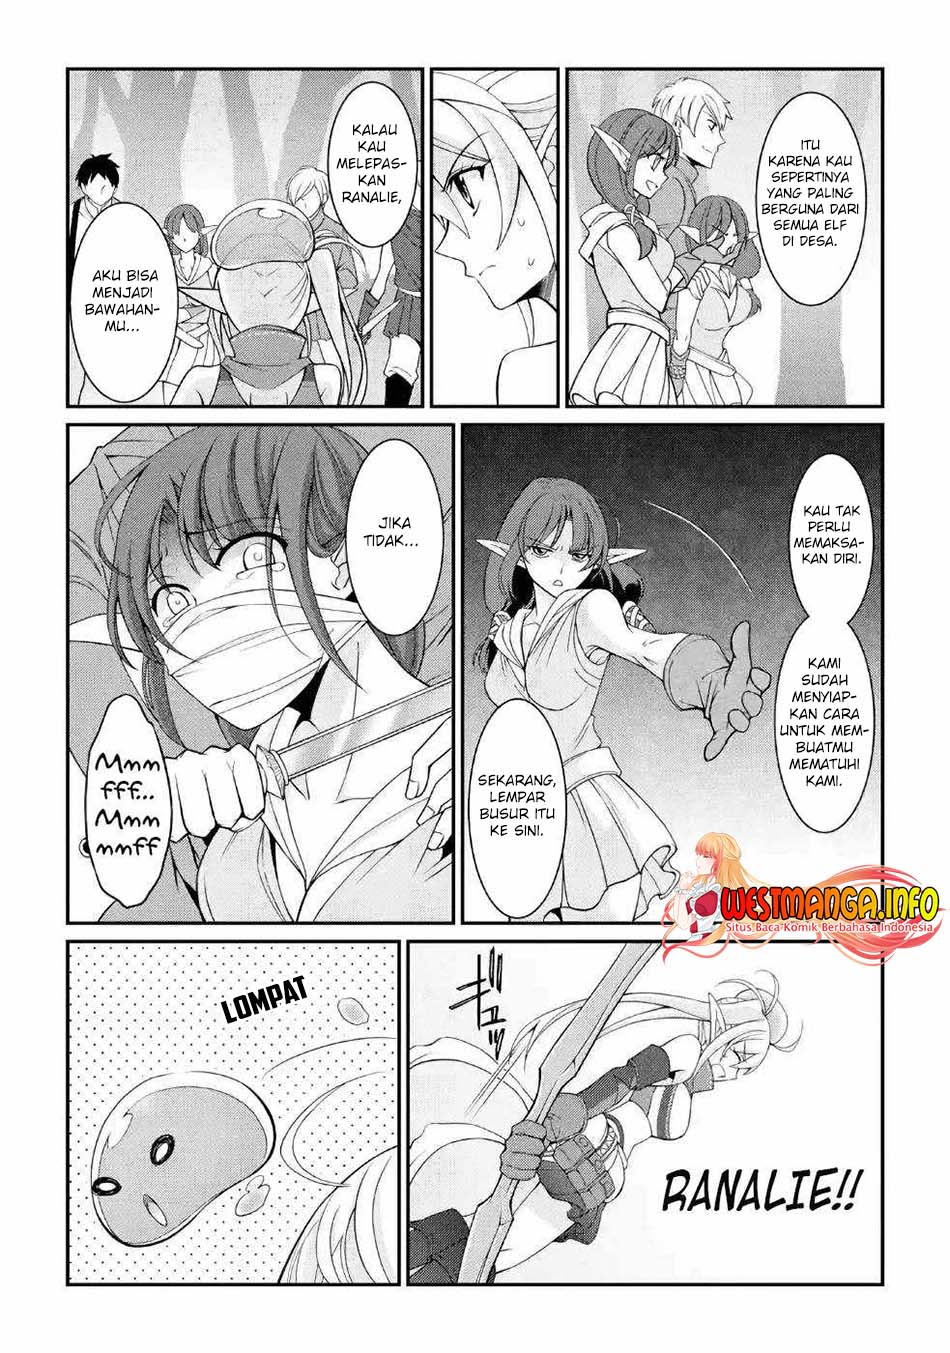 ITU
KARENA KAU
SEPERTINYA
YANG PALING
BERGUNA DARI
SEMUA ELF
DI DESA.
KALAU
KAU
MELEPAS-
KAN
RANALIE,
AKU BISA
MENJADI
BAWAHAN-
MU...
KAU TAK
PERLU
MEMAKSA-
KAN DIRI.
KAMI
SUDAH
MENYIAP-
KAN CARA
UNTUK MEM-
BUATMU
MEMATUHI
KAMI.
SEKARANG,
LEMPAR
BUSUR ITU
KE SINI.
JIKA
TIDAK...
Mmm
fff...
Mmm
mmff
WESTMANGA.INFO
Situs Baca Komik Berbahasa Indonesia
RANALIE!!
LOMPAT